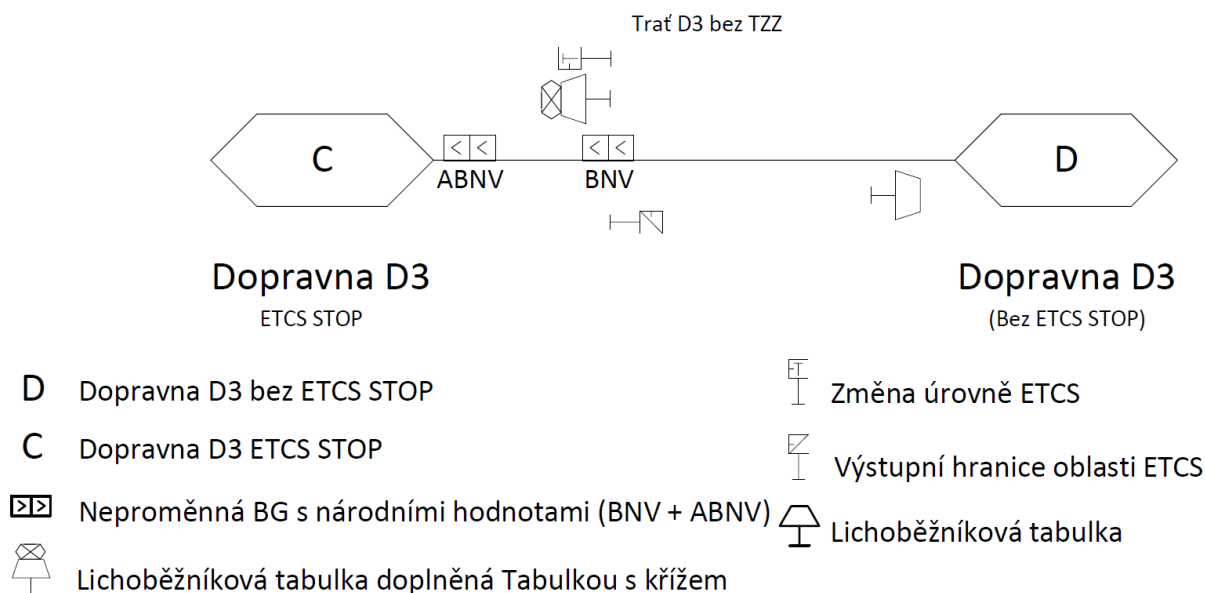 Trať D3 bez TZZ
C
D
ABNV
BNV
Dopravna D3
Dopravna D3
ETCS STOP
(Bez ETCS STOP)
D Dopravna D3 bez ETCS STOP
C Dopravna D3 ETCS STOP
Neproměnná BG s národními hodnotami (BNV + ABNV)
Lichoběžníková tabulka doplněná Tabulkou s křížem
Změna úrovně ETCS
Výstupní hranice oblasti ETCS
Lichoběžníková tabulka